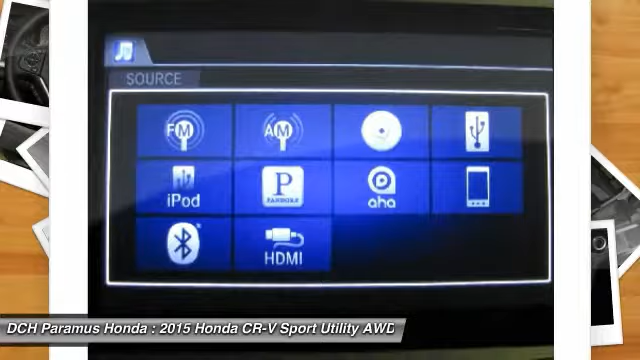 SOURCE
FM AM
iPod P PANDORA aha
HDMI
DCH Paramus Honda : 2015 Honda CR-V Sport Utility AWD